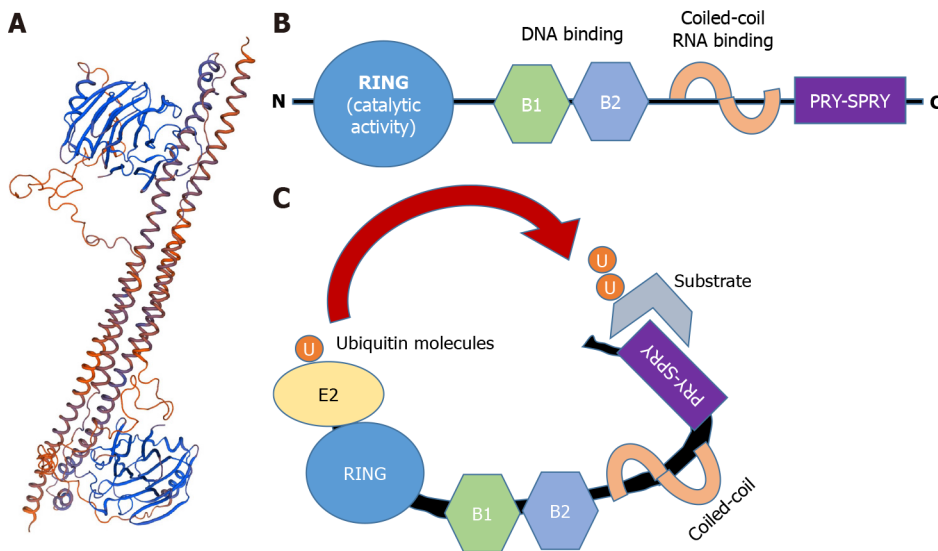 A
B
DNA binding
Coiled-coil
RNA binding
N
RING
(catalytic
activity)
B1
B2
PRY-SPRY
C
C
U
U
Substrate
U
Ubiquitin molecules
E2
PRY-SPRY
RING
B1
B2
Coiled-coil